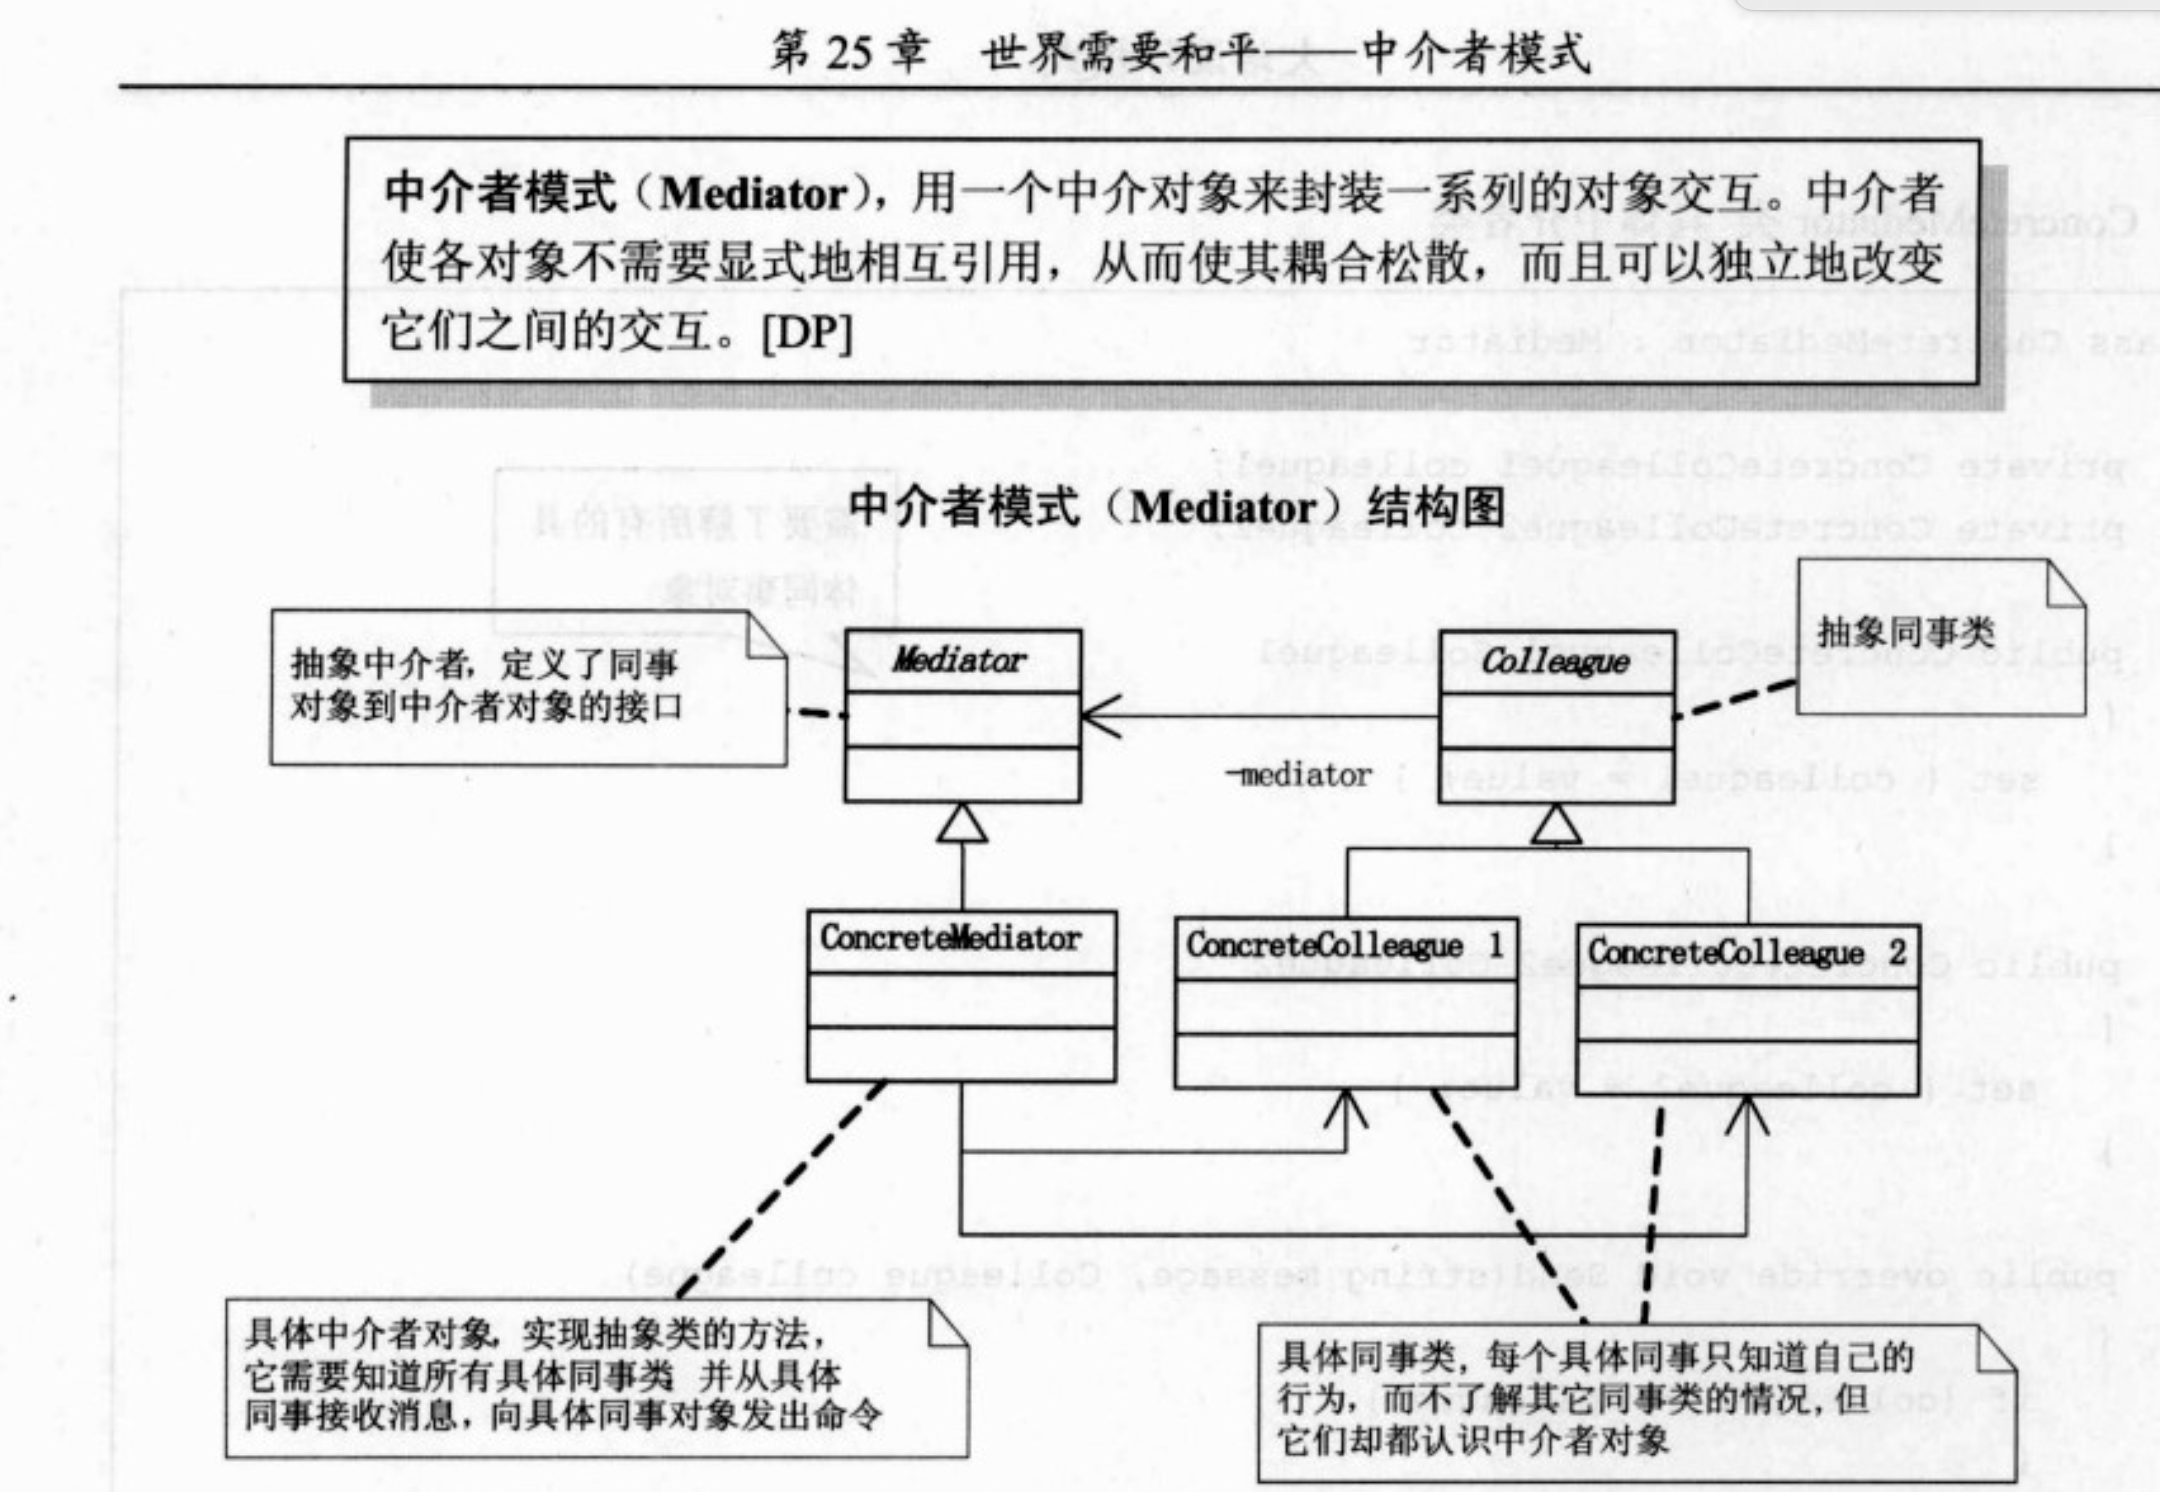 第 25 章 世界需要和平——中介者模式
中介者模式（Mediator），用一个中介对象来封装一系列的对象交互。中介者
使各对象不需要显式地相互引用，从而使其耦合松散，而且可以独立地改变
它们之间的交互。[DP]
中介者模式（Mediator）结构图
抽象中介者，定义了同事
对象到中介者对象的接口
Mediator
Colleague
抽象同事类
-mediator
ConcreteMediator
ConcreteColleague 1
ConcreteColleague 2
具体中介者对象，实现抽象类的方法，
它需要知道所有具体同事类，并从具体
同事接收消息，向具体同事对象发出命令
具体同事类，每个具体同事只知道自己的
行为，而不了解其它同事类的情况，但
它们却都认识中介者对象